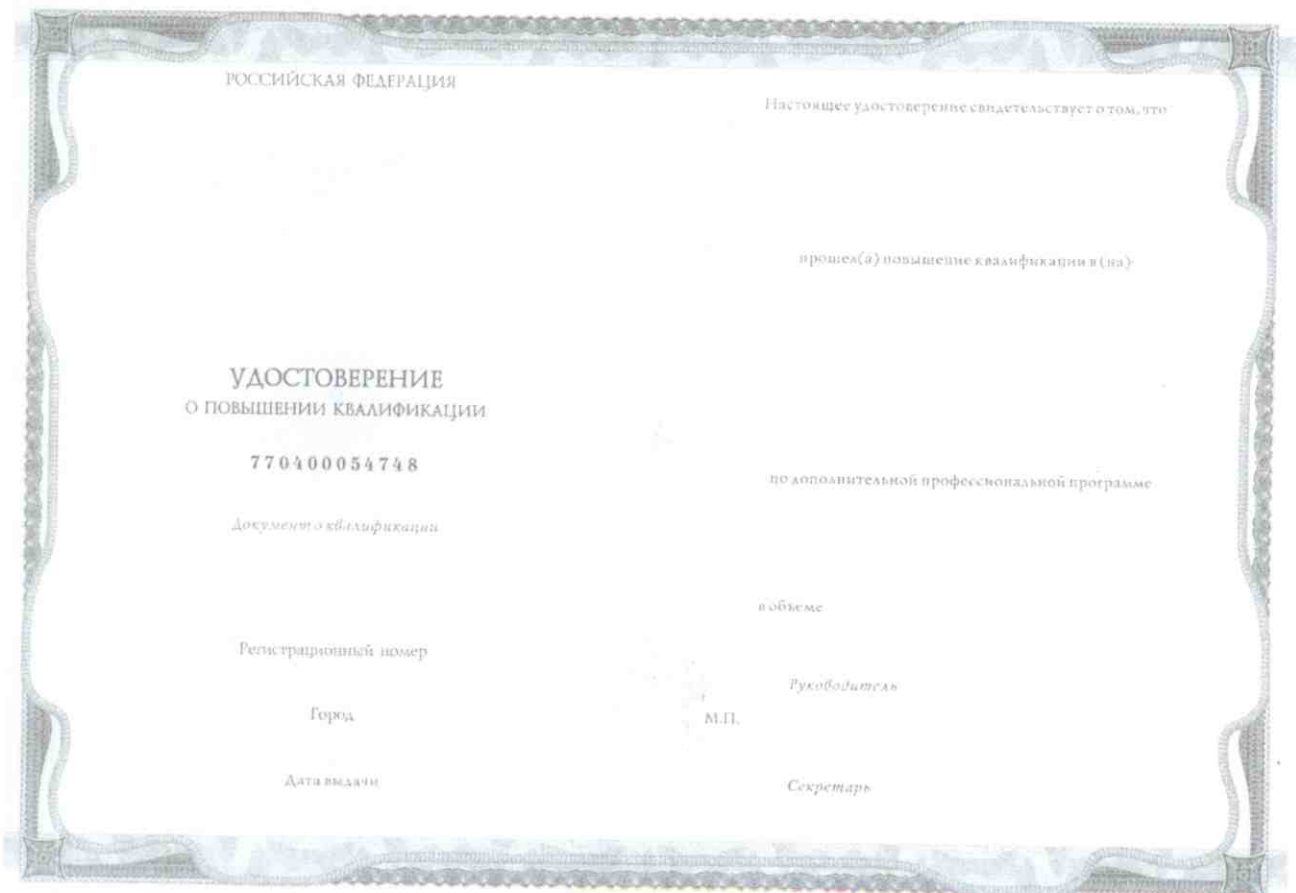 РОССИЙСКАЯ ФЕДЕРАЦИЯ
УДОСТОВЕРЕНИЕ
О ПОВЫШЕНИИ КВАЛИФИКАЦИИ
770400054748
Документ о квалификации
Регистрационный номер
Город
Дата выдачи
Настоящее удостоверение свидетельствует о том, что
прошел(а) повышение квалификации в (на)
по дополнительной профессиональной программе
в объеме
Руководитель
М.П.
Секретарь